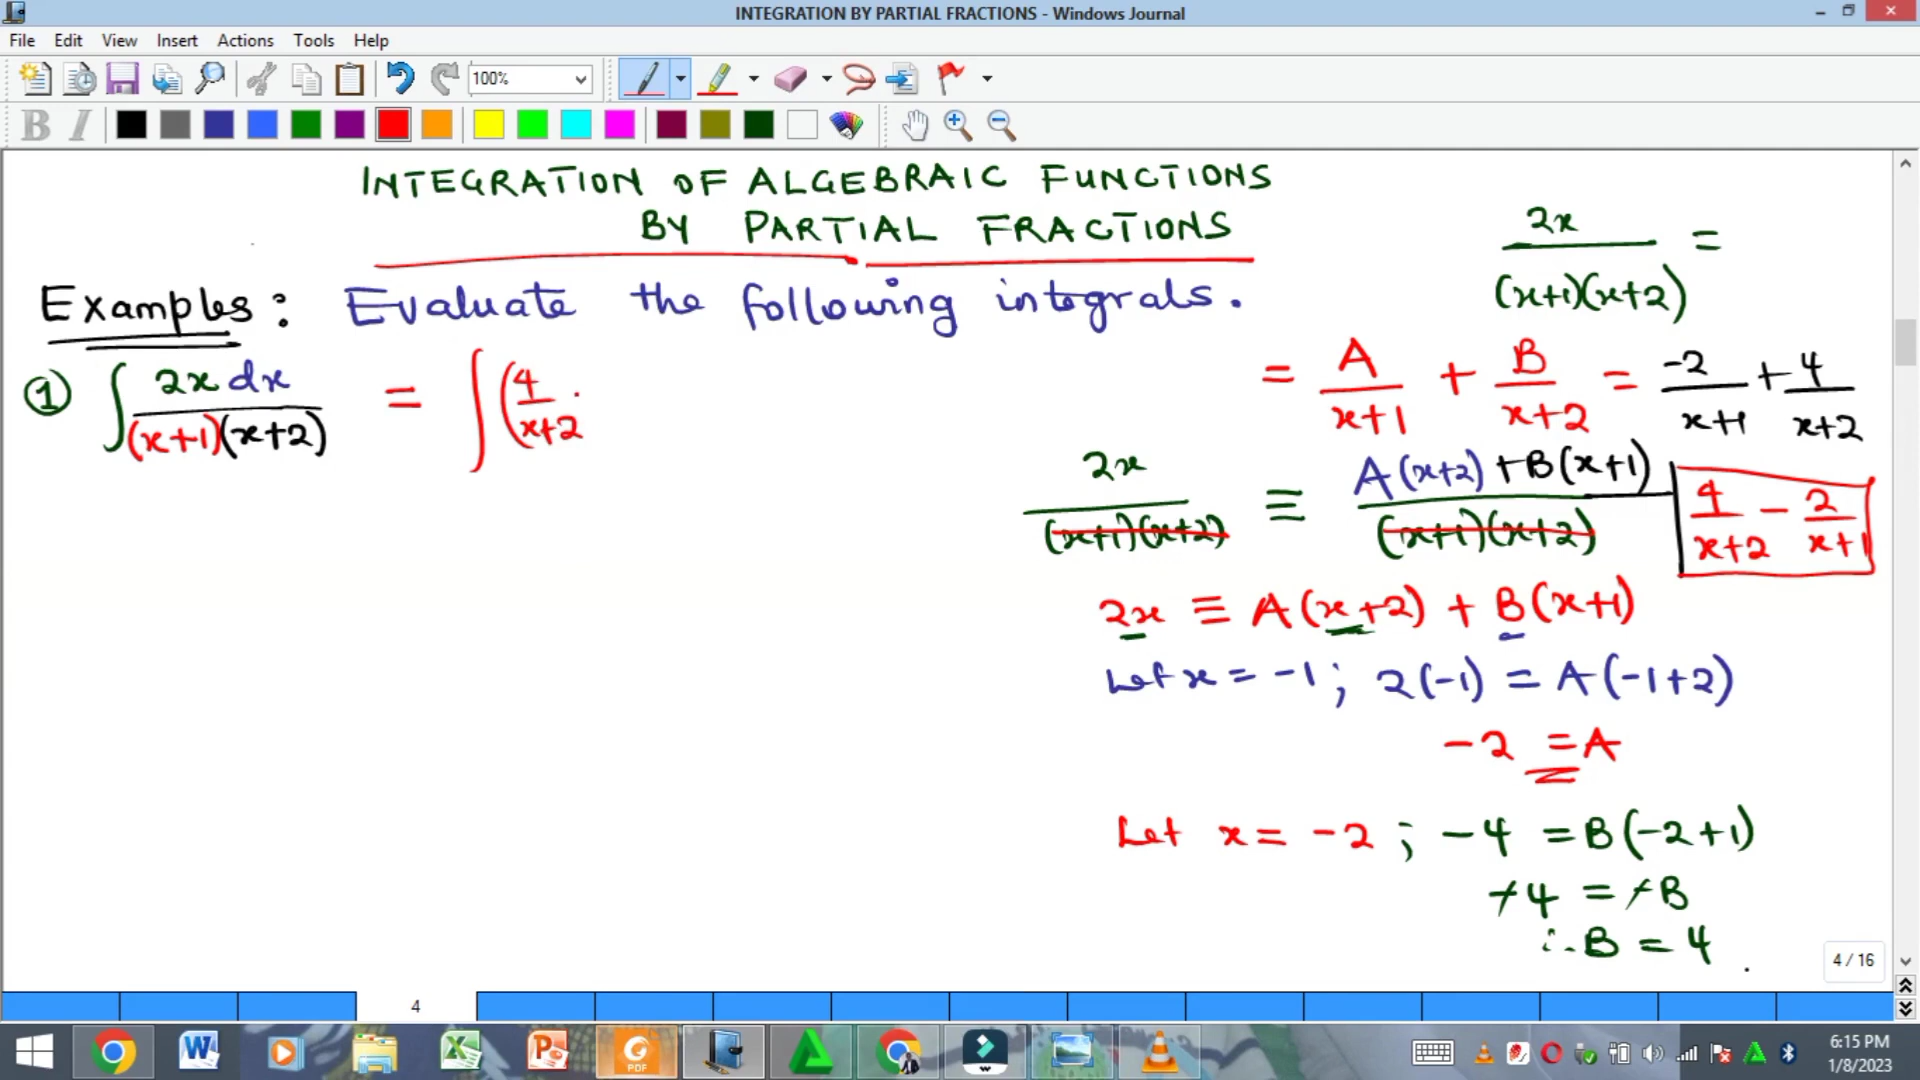 INTEGRATION BY PARTIAL FRACTIONS - Windows Journal
File Edit View Insert Actions Tools Help
100%
B I
INTEGRATION OF ALGEBRAIC FUNCTIONS
BY PARTIAL FRACTIONS
Examples: Evaluate the following integrals.
① ∫ 2x dx / (x+1)(x+2) = ∫ (4/x+2
2x / (x+1)(x+2) =
= A/x+1 + B/x+2 = -2/x+1 + 4/x+2
2x / (x+1)(x+2) ≡ A(x+2) +B(x+1) / (x+1)(x+2)
4/x+2 - 2/x+1
2x ≡ A(x+2) + B(x+1)
Let x = -1; 2(-1) = A(-1+2)
-2 = A
Let x = -2; -4 = B(-2+1)
-4 = -B
∴ B = 4
4 / 16
4
PDF
6:15 PM
1/8/2023